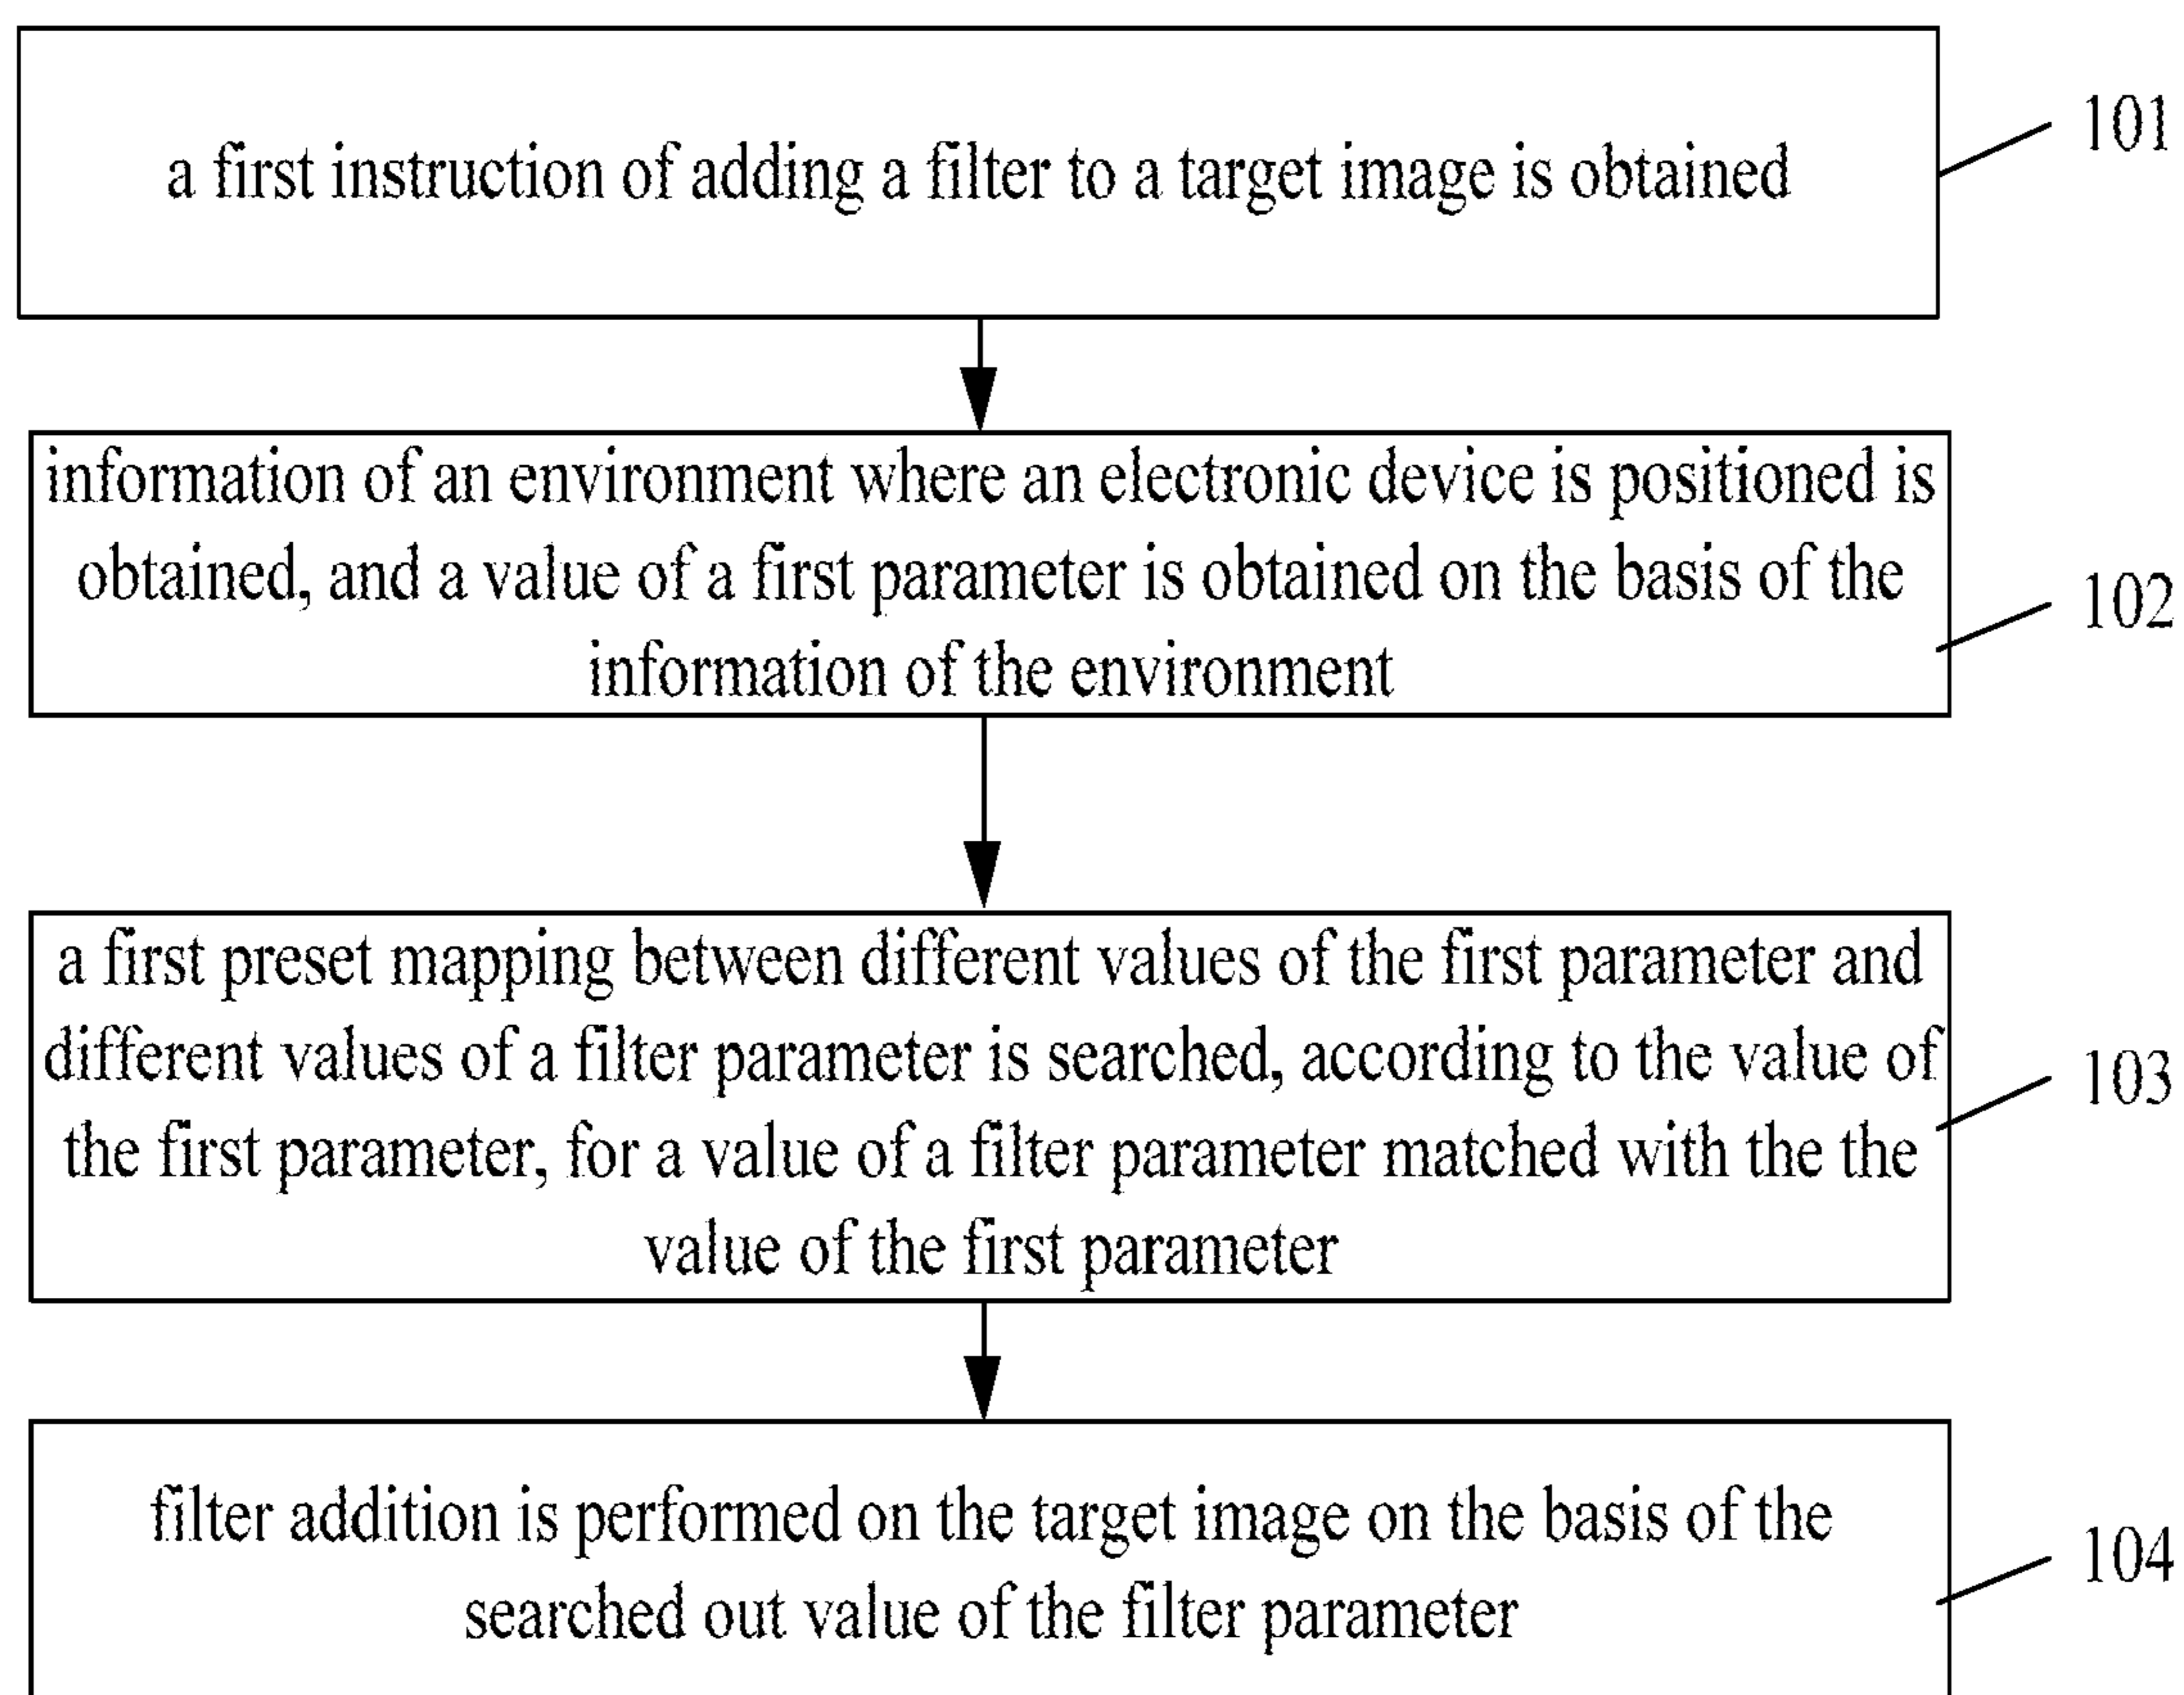 a first instruction of adding a filter to a target image is obtained
101
information of an environment where an electronic device is positioned is
obtained, and a value of a first parameter is obtained on the basis of the
information of the environment
102
a first preset mapping between different values of the first parameter and
different values of a filter parameter is searched, according to the value of
the first parameter, for a value of a filter parameter matched with the the
value of the first parameter
103
filter addition is performed on the target image on the basis of the
searched out value of the filter parameter
104